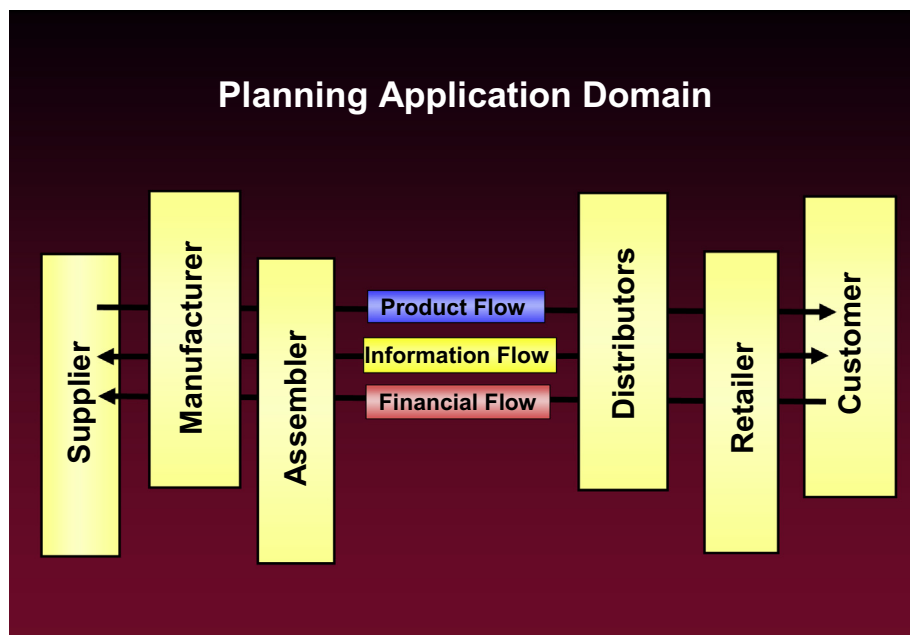 Planning Application Domain
Supplier
Manufacturer
Assembler
Product Flow
Information Flow
Financial Flow
Distributors
Retailer
Customer